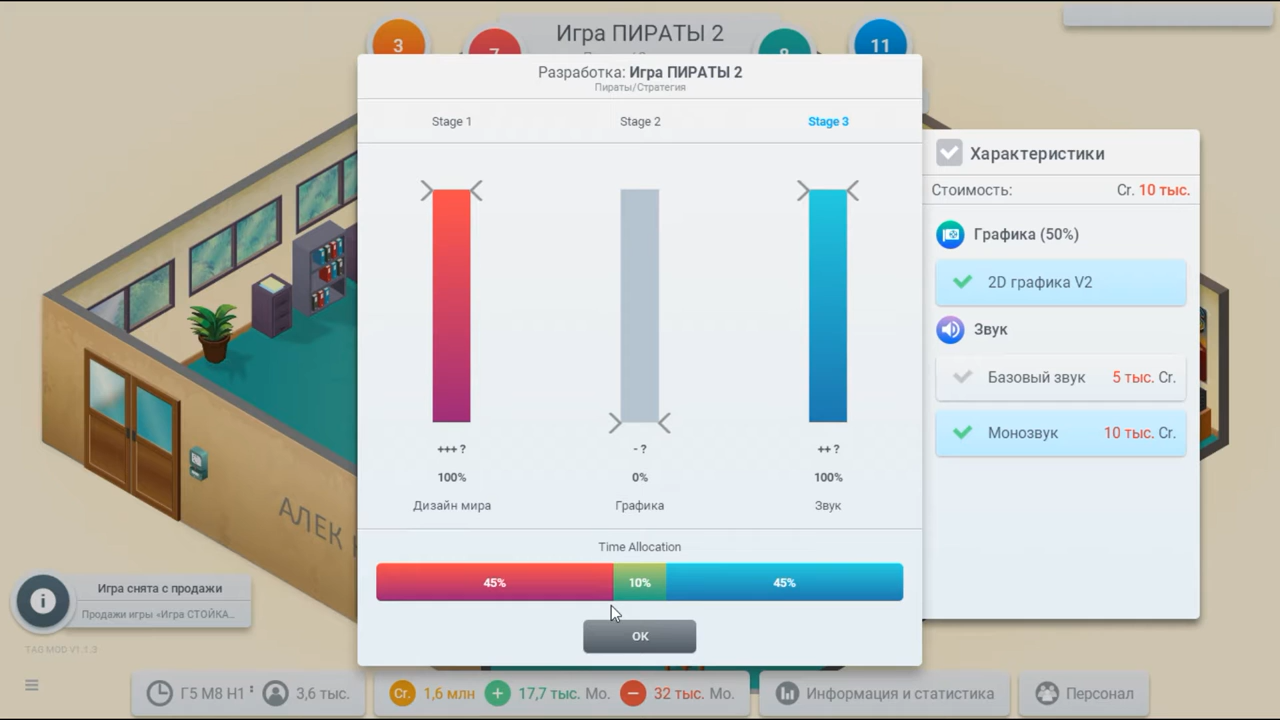 3
7
Игра ПИРАТЫ 2
8
11
Разработка: Игра ПИРАТЫ 2
Пираты/Стратегия
Stage 1
Stage 2
Stage 3
Характеристики
Стоимость:
Cr. 10 тыс.
Графика (50%)
2D графика V2
Звук
Базовый звук
5 тыс. Cr.
Монозвук
10 тыс. Cr.
+++ ?
- ?
++ ?
100%
0%
100%
Дизайн мира
Графика
Звук
Time Allocation
45%
10%
45%
OK
АЛЕК
Игра снята с продажи
Продажи игры «Игра СТОЙКА...
TAG MOD V1.1.3
Г5 М8 Н1
3,6 тыс.
Cr.
1,6 млн
17,7 тыс. Мо.
32 тыс. Мо.
Информация и статистика
Персонал